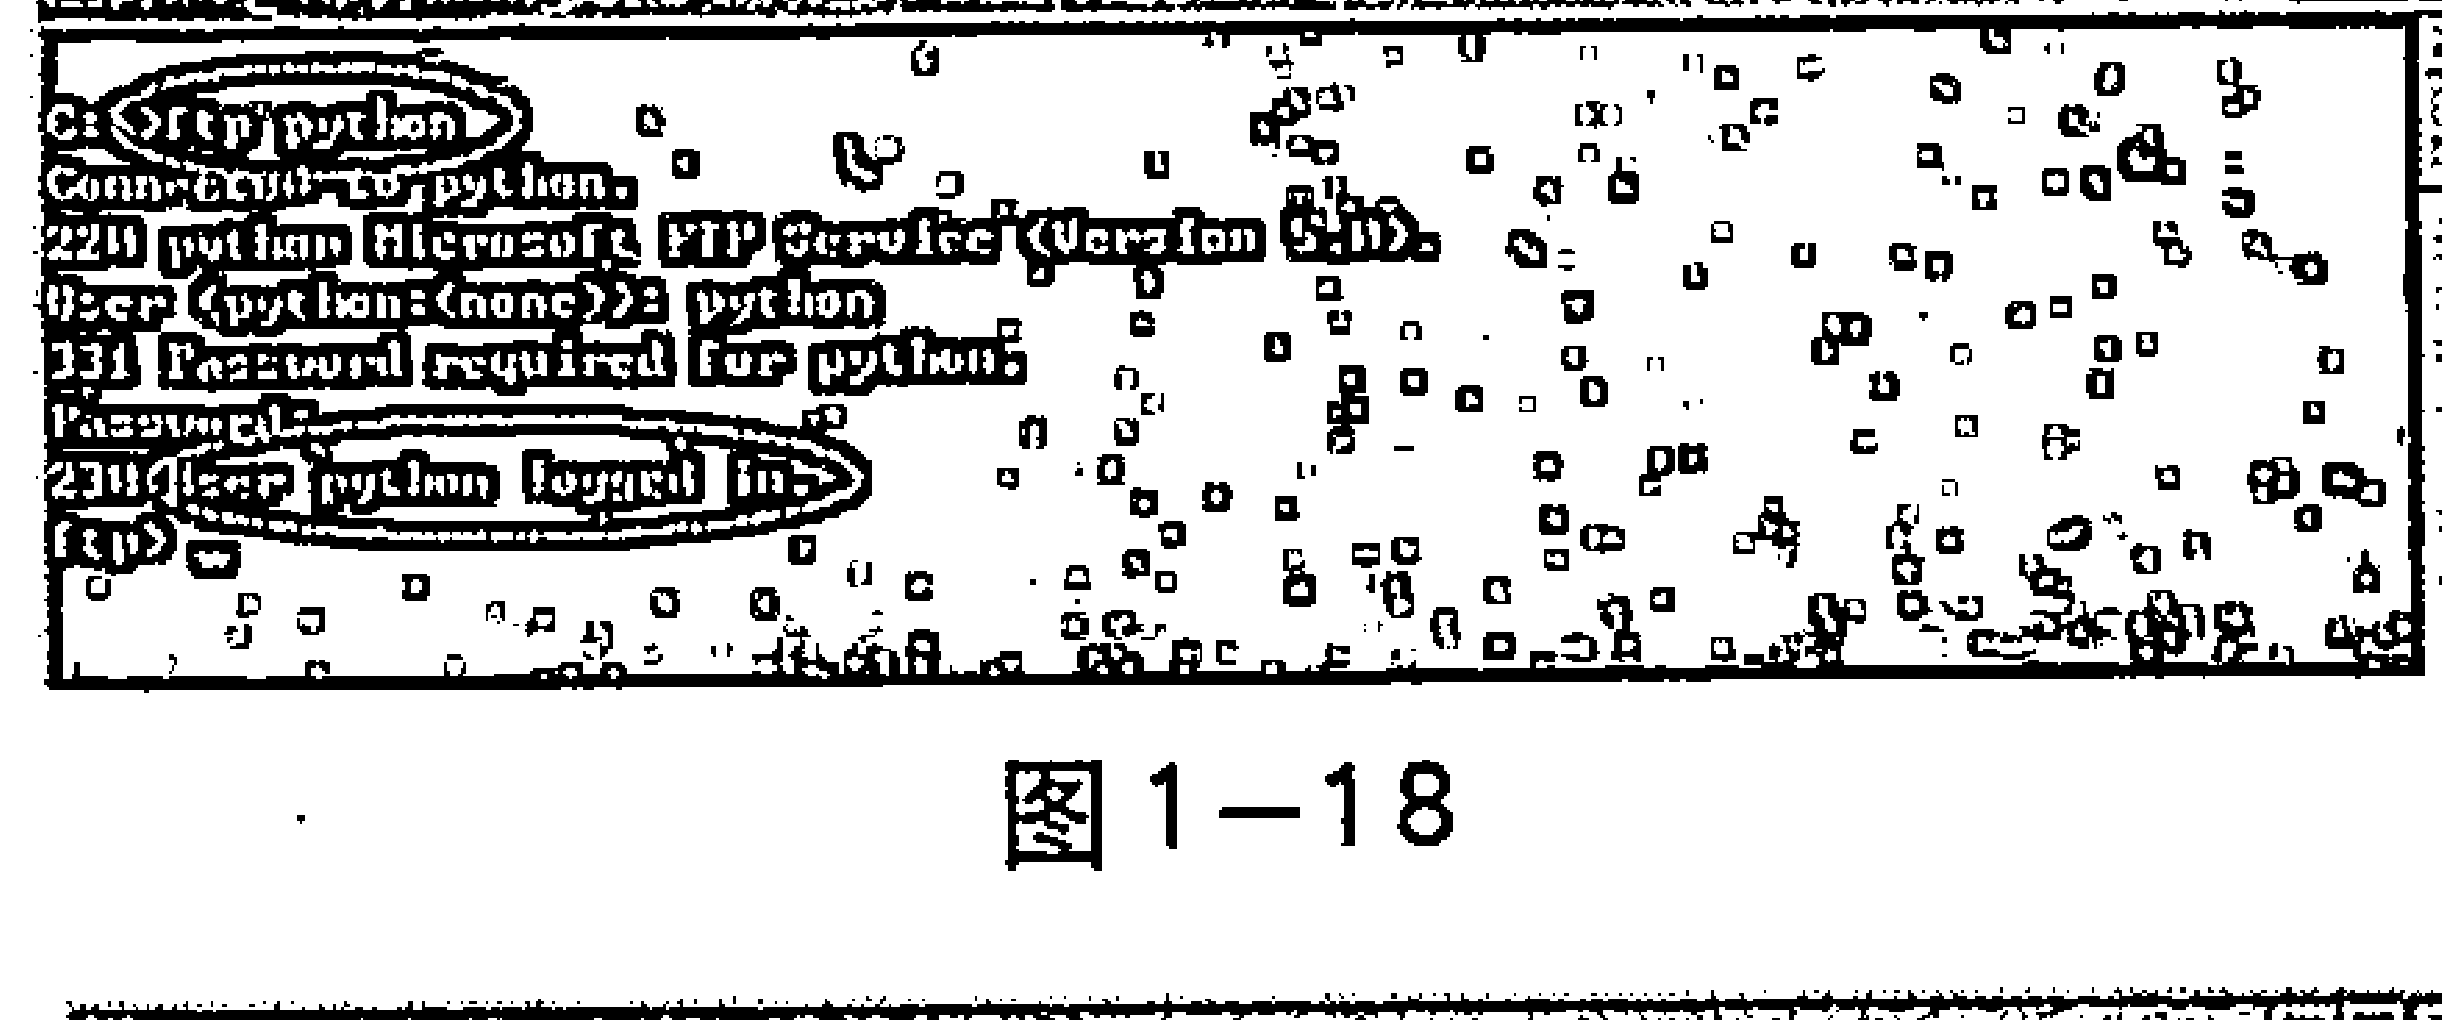 C:\>ftp python
Connected to python.
220 python Microsoft FTP Service (Version 5.0).
User (python:(none)): python
331 Password required for python.
Password:
230 User python logged in.
ftp>
图1-18